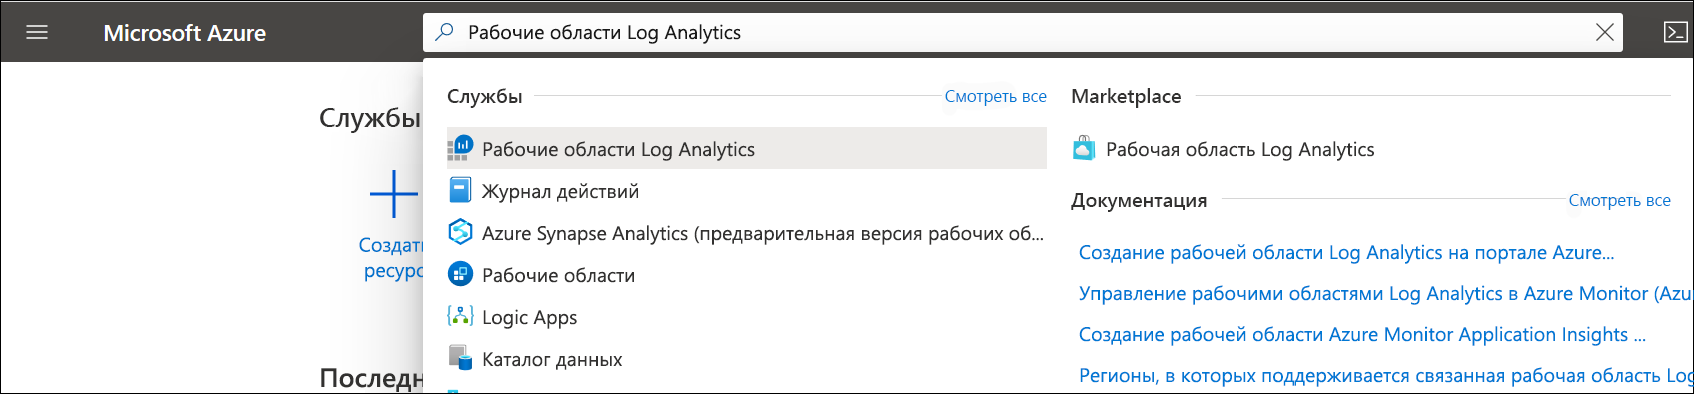 Microsoft Azure
Рабочие области Log Analytics
Службы
Создать
ресурс
Последн
Службы
Смотреть все
Рабочие области Log Analytics
Журнал действий
Azure Synapse Analytics (предварительная версия рабочих об...
Рабочие области
Logic Apps
Каталог данных
Marketplace
Рабочая область Log Analytics
Документация
Смотреть все
Создание рабочей области Log Analytics на портале Azure...
Управление рабочими областями Log Analytics в Azure Monitor (Azu
Создание рабочей области Azure Monitor Application Insights ...
Регионы, в которых поддерживается связанная рабочая область Log